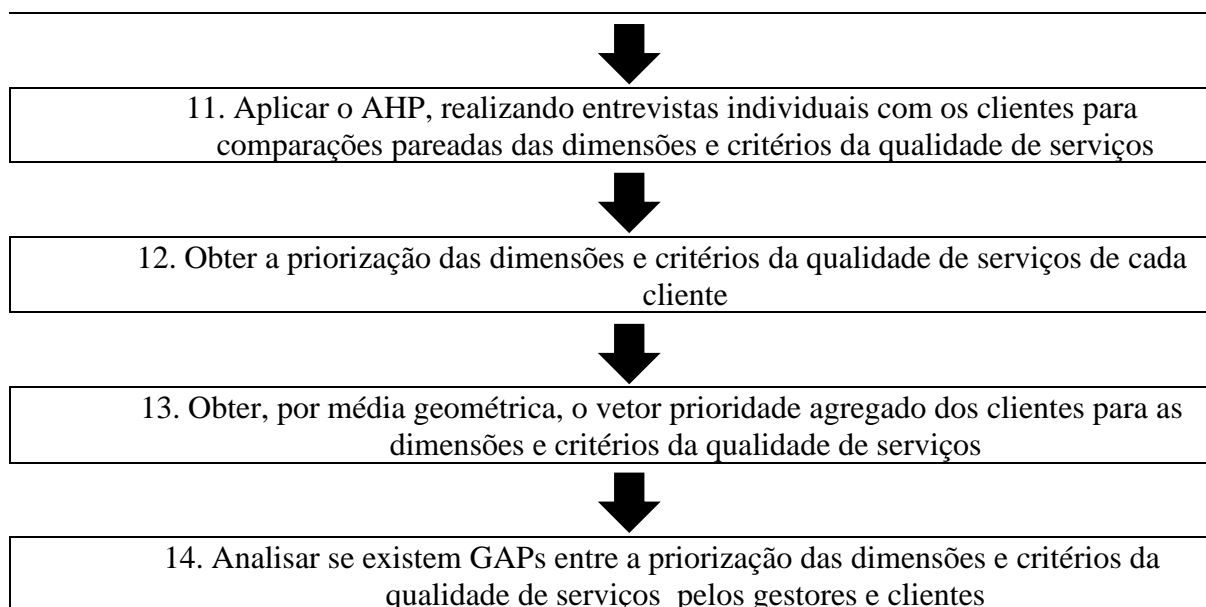 11. Aplicar o AHP, realizando entrevistas individuais com os clientes para
comparações pareadas das dimensões e critérios da qualidade de serviços
12. Obter a priorização das dimensões e critérios da qualidade de serviços de cada
cliente
13. Obter, por média geométrica, o vetor prioridade agregado dos clientes para as
dimensões e critérios da qualidade de serviços
14. Analisar se existem GAPs entre a priorização das dimensões e critérios da
qualidade de serviços pelos gestores e clientes